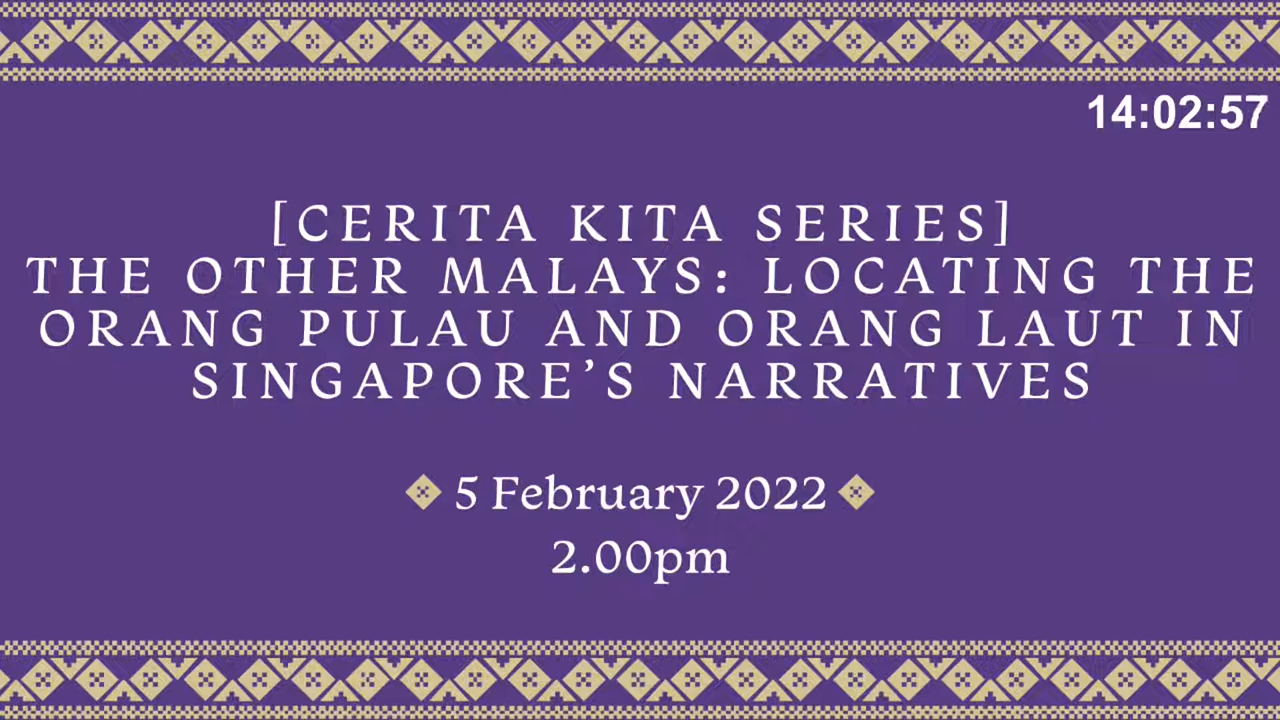 14:02:57
[CERITA KITA SERIES]
THE OTHER MALAYS: LOCATING THE
ORANG PULAU AND ORANG LAUT IN
SINGAPORE’S NARRATIVES
5 February 2022
2.00pm